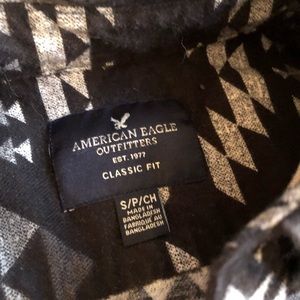 AMERICAN EAGLE
OUTFITTERS
EST. 1977
CLASSIC FIT
S/P/CH
MADE IN
BANGLADESH
FABRIQUÉ AU
BANGLADESH